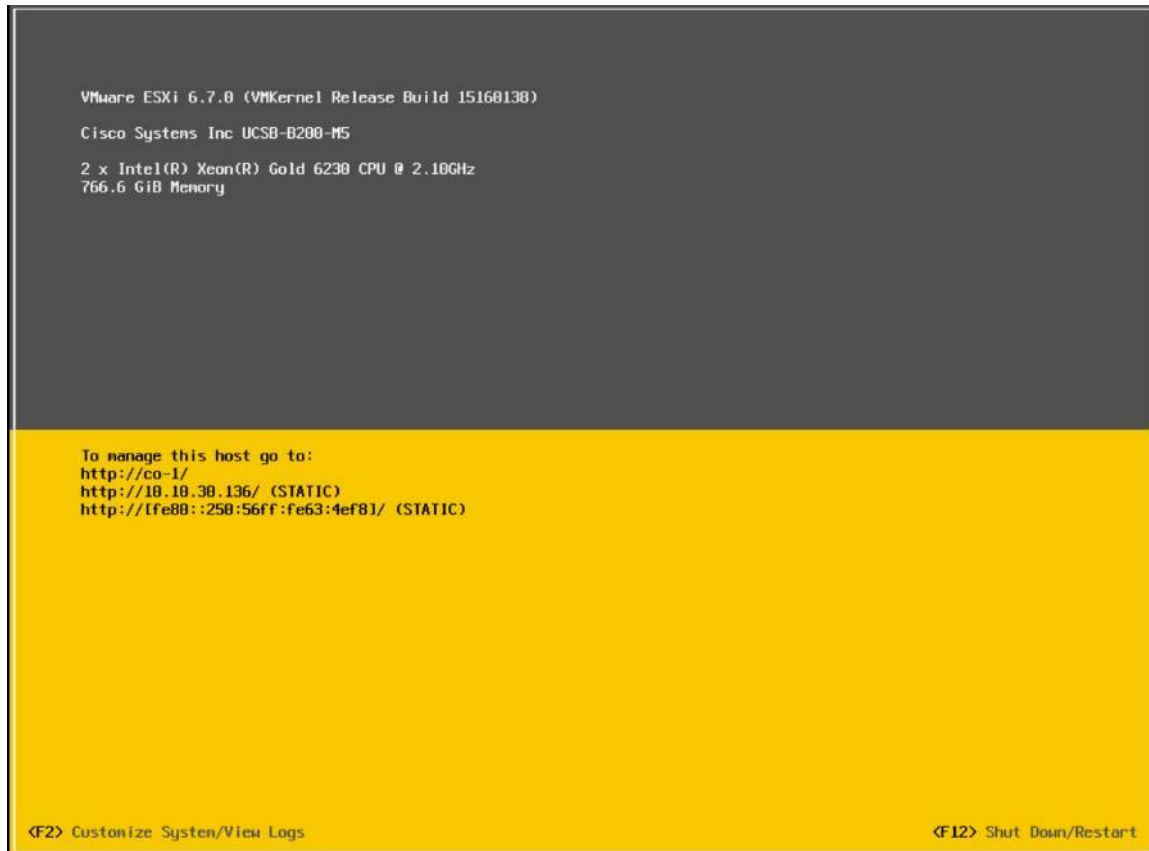 VMware ESXi 6.7.0 (VMKernel Release Build 15160138)
Cisco Systems Inc UCSB-B200-M5
2 x Intel(R) Xeon(R) Gold 6230 CPU @ 2.10GHz
766.6 GiB Memory
To manage this host go to:
http://co-1/
http://10.10.30.136/ (STATIC)
http://[fe80::250:56ff:fe63:4ef8]/ (STATIC)
<F2> Customize System/View Logs
<F12> Shut Down/Restart